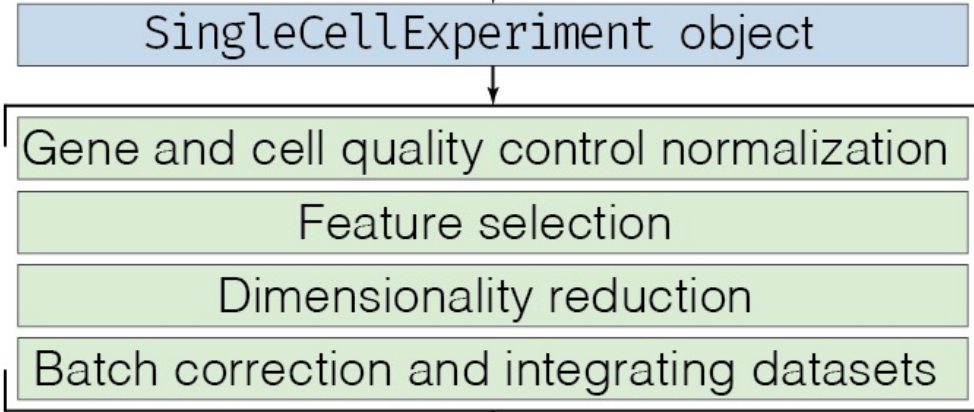 SingleCellExperiment object
Gene and cell quality control normalization
Feature selection
Dimensionality reduction
Batch correction and integrating datasets